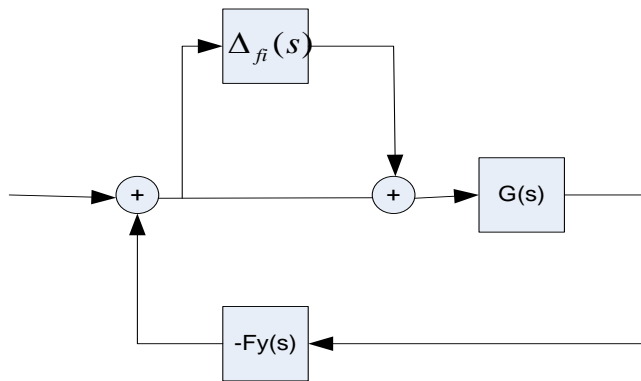 Δfi(s)
+
+
G(s)
-Fy(s)